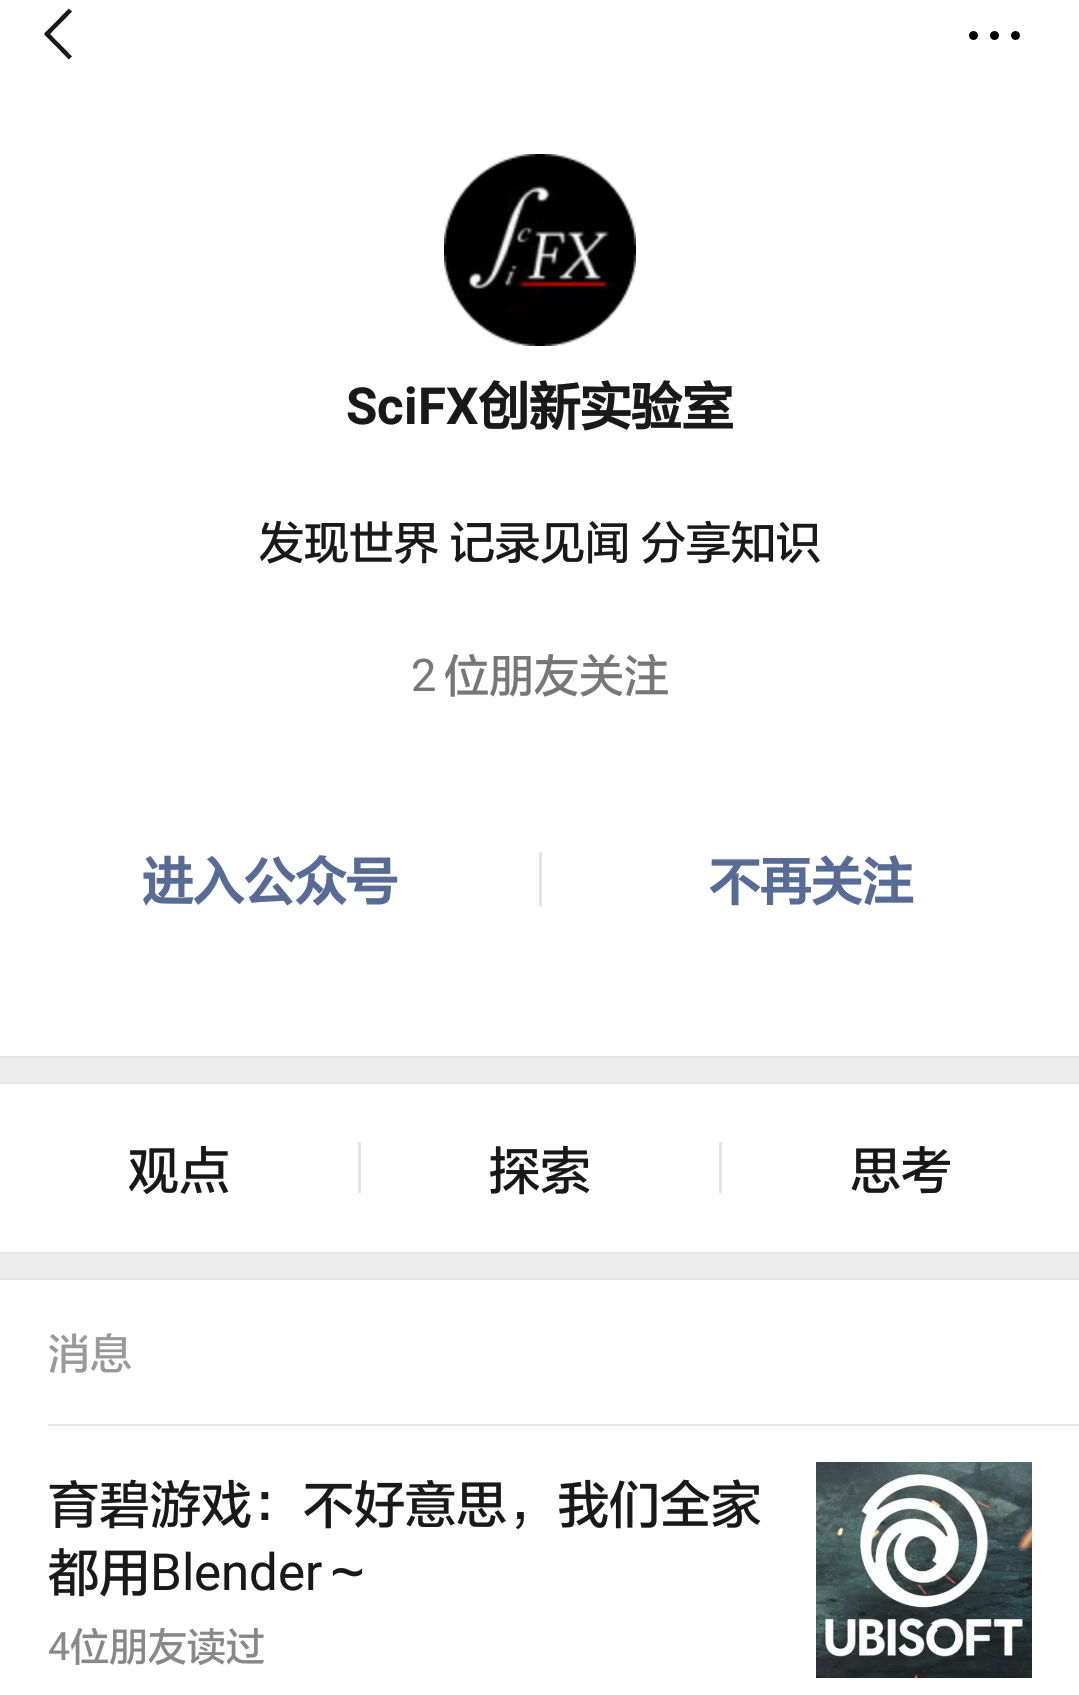 ∫ciFX
SciFX创新实验室
发现世界 记录见闻 分享知识
2 位朋友关注
进入公众号
不再关注
观点
探索
思考
消息
育碧游戏：不好意思，我们全家
都用Blender～
4位朋友读过
UBISOFT